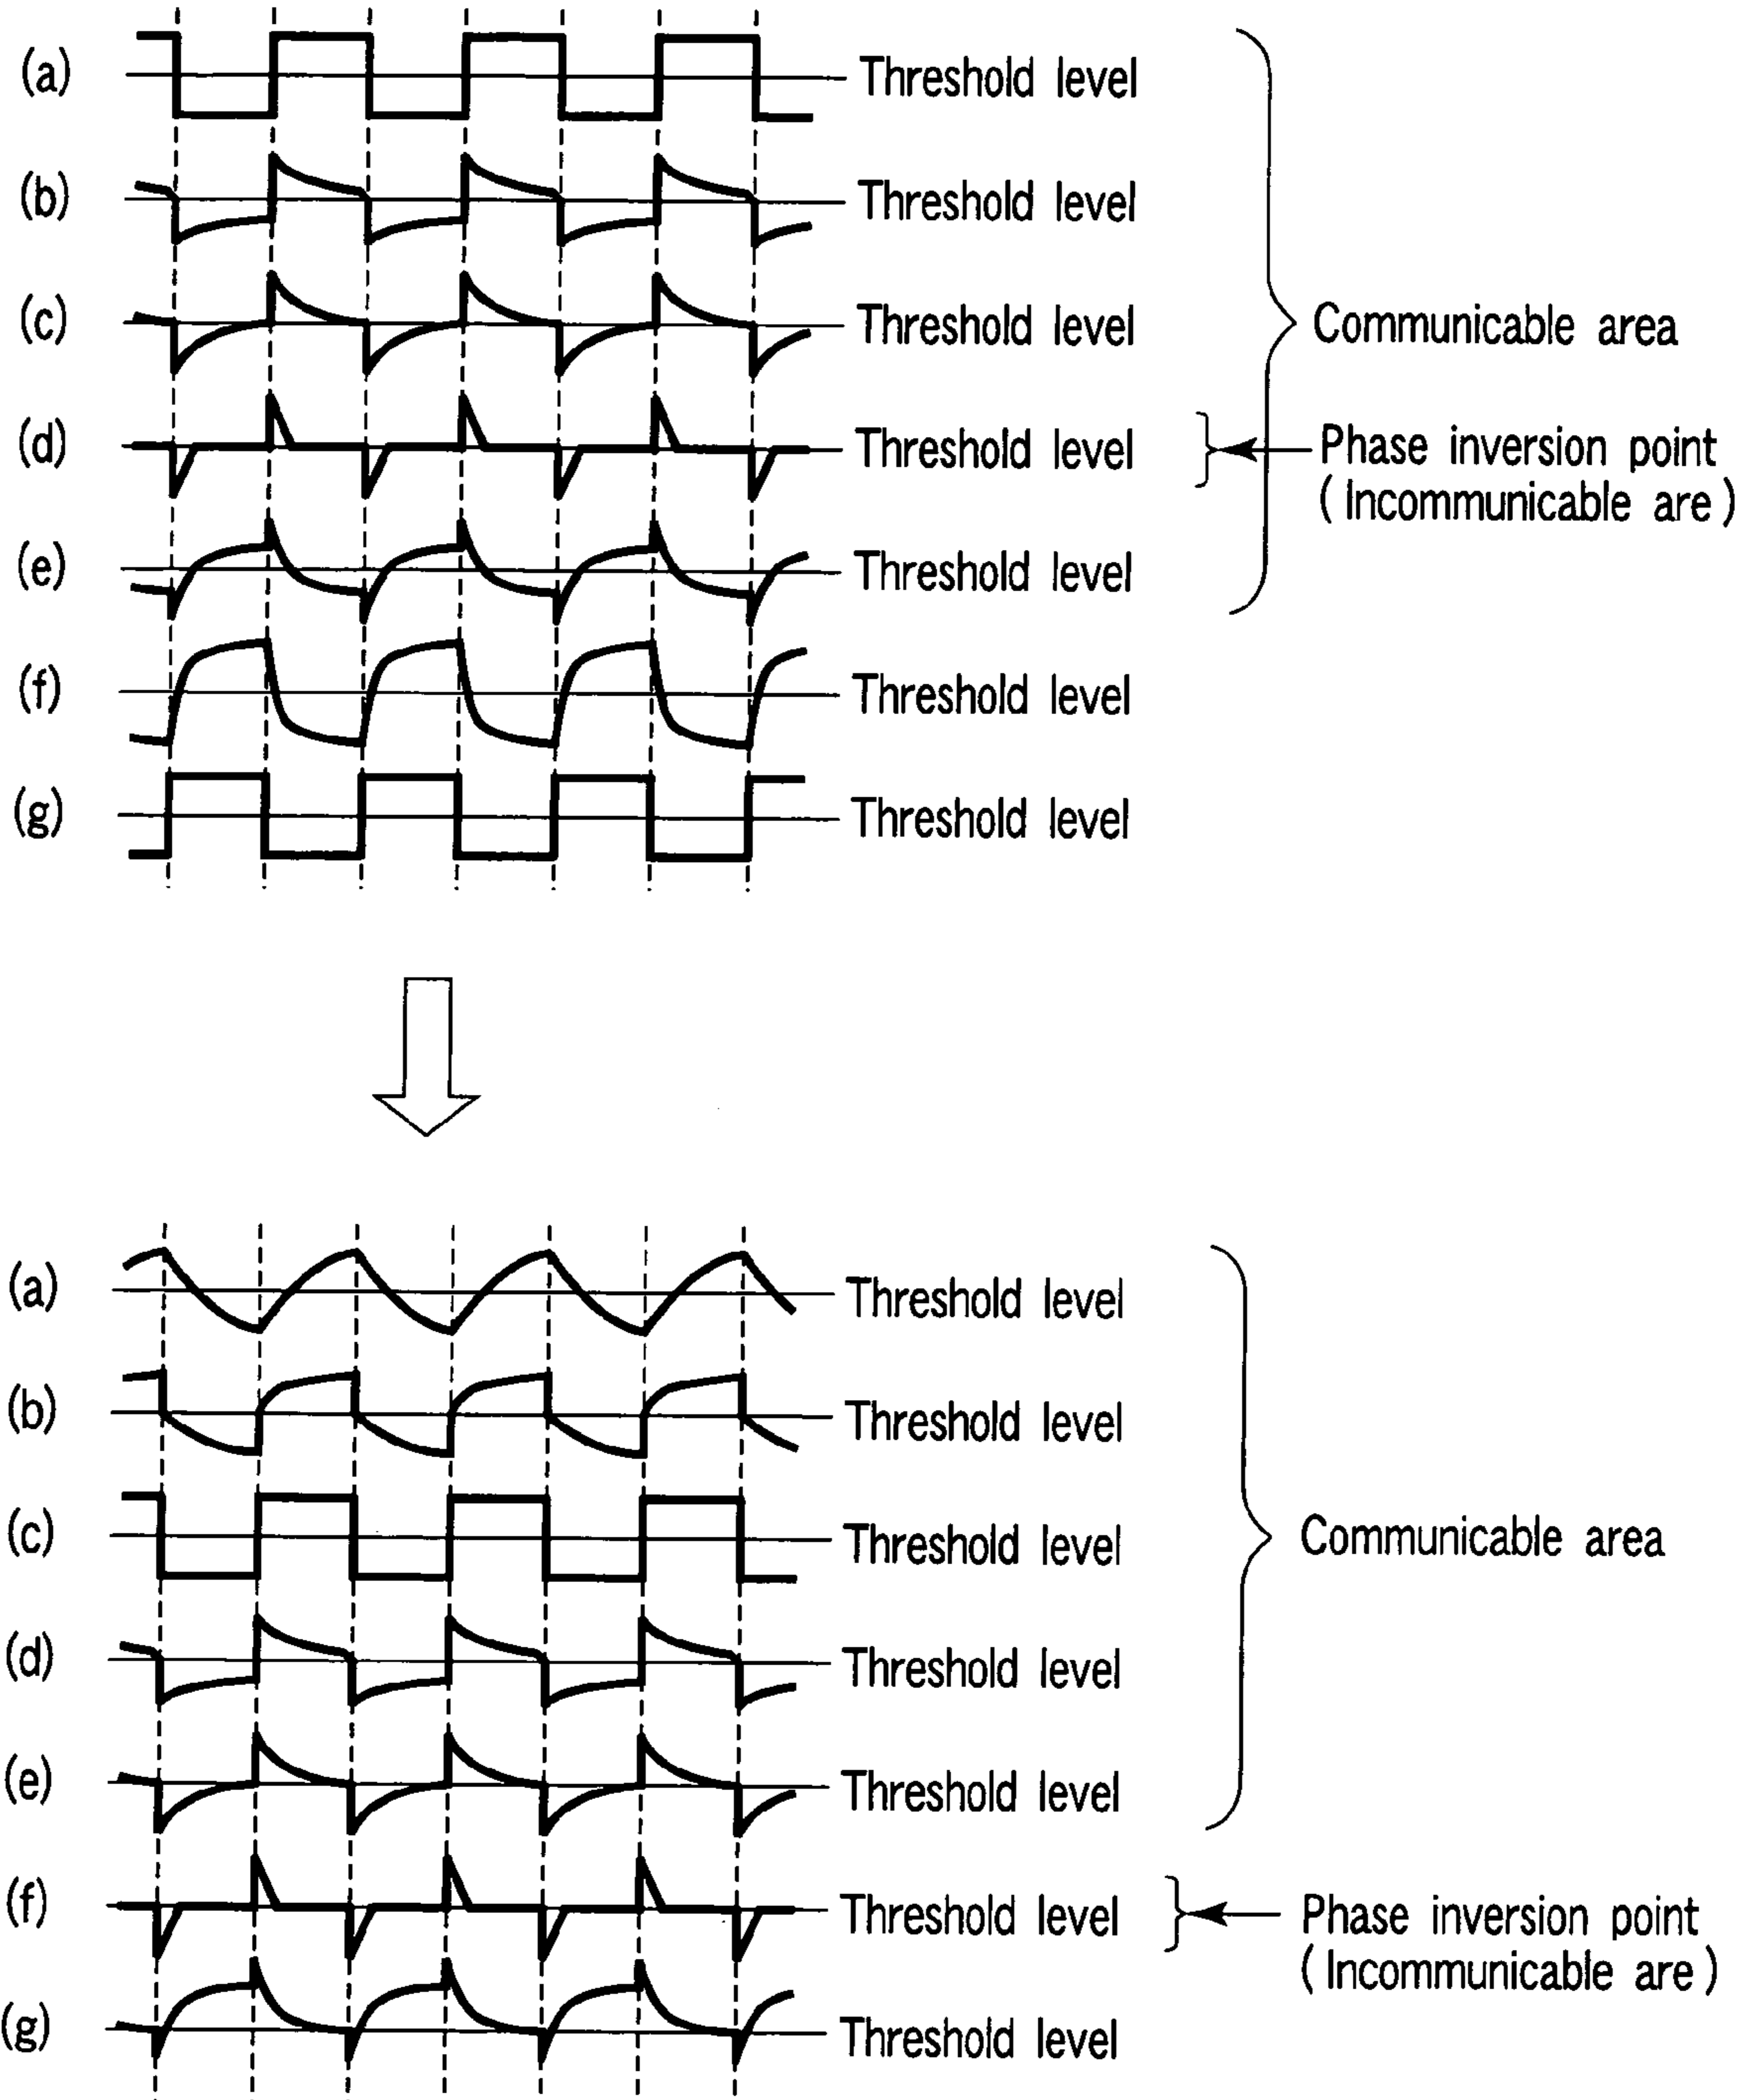 (a) Threshold level
(b) Threshold level
(c) Threshold level
Communicable area
(d) Threshold level
Phase inversion point
(Incommunicable are)
(e) Threshold level
(f) Threshold level
(g) Threshold level
(a) Threshold level
(b) Threshold level
(c) Threshold level
Communicable area
(d) Threshold level
(e) Threshold level
(f) Threshold level
Phase inversion point
(Incommunicable are)
(g) Threshold level